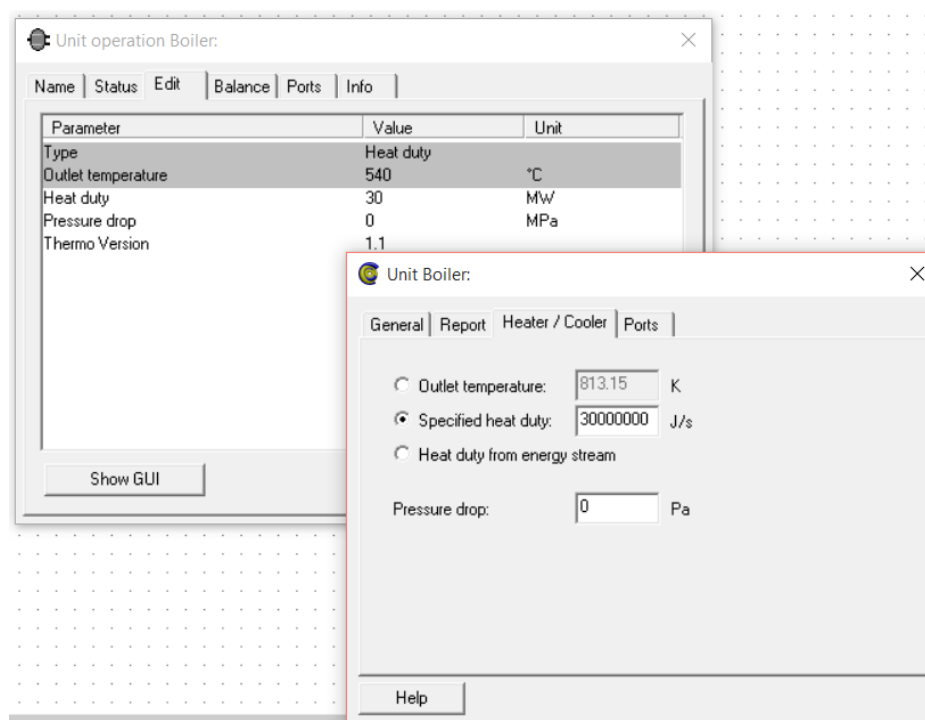 Unit operation Boiler:
Name Status Edit Balance Ports Info
Parameter Value Unit
Type Heat duty
Outlet temperature 540 °C
Heat duty 30 MW
Pressure drop 0 MPa
Thermo Version 1.1
Show GUI
Unit Boiler:
General Report Heater / Cooler Ports
Outlet temperature: 813.15 K
Specified heat duty: 30000000 J/s
Heat duty from energy stream
Pressure drop: 0 Pa
Help